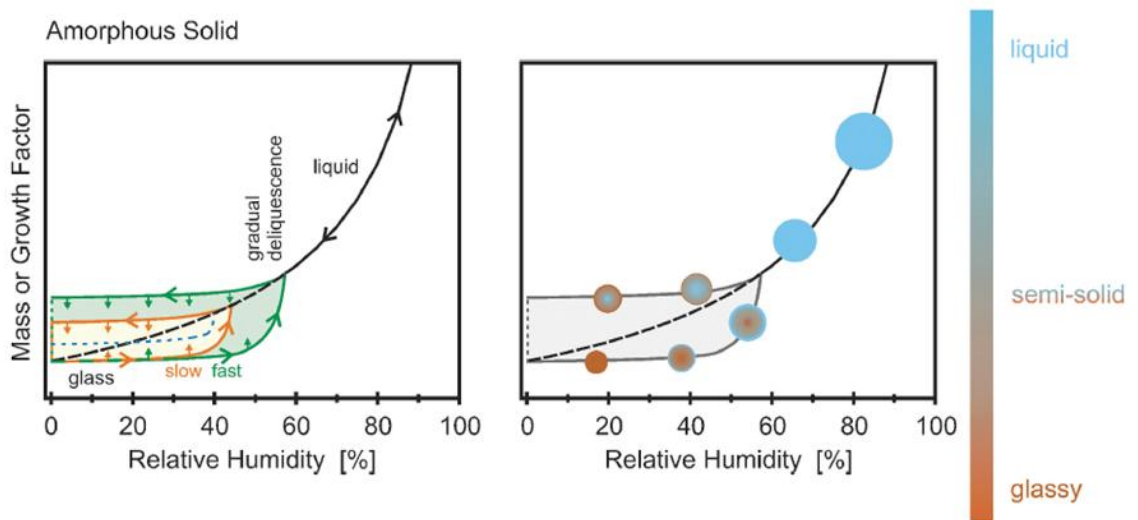 Amorphous Solid
Mass or Growth Factor
gradual
deliquescence
liquid
glass
slow
fast
0
20
40
60
80
100
Relative Humidity [%]
0
20
40
60
80
100
Relative Humidity [%]
liquid
semi-solid
glassy